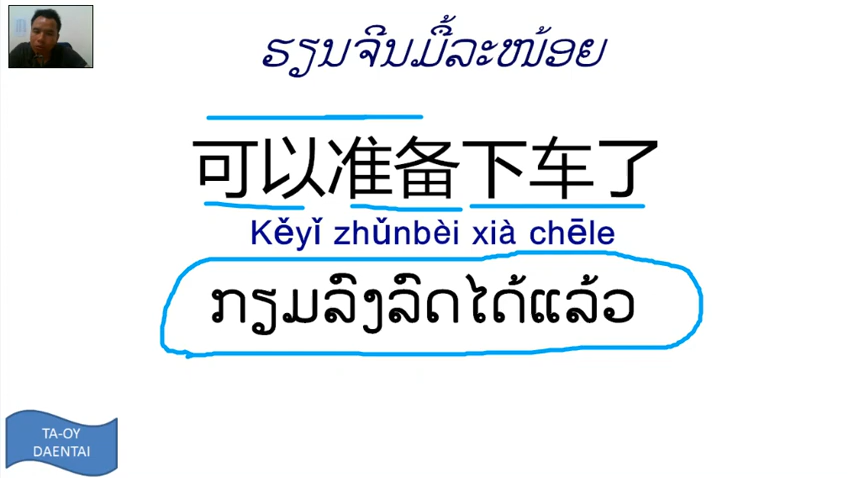 ຮຽນຈີນມື້ລະໜ້ອຍ
可以准备下车了
Kěyǐ zhǔnbèi xià chēle
ກຽມລົງລົດໄດ້ແລ້ວ
TA-OY
DAENTAI